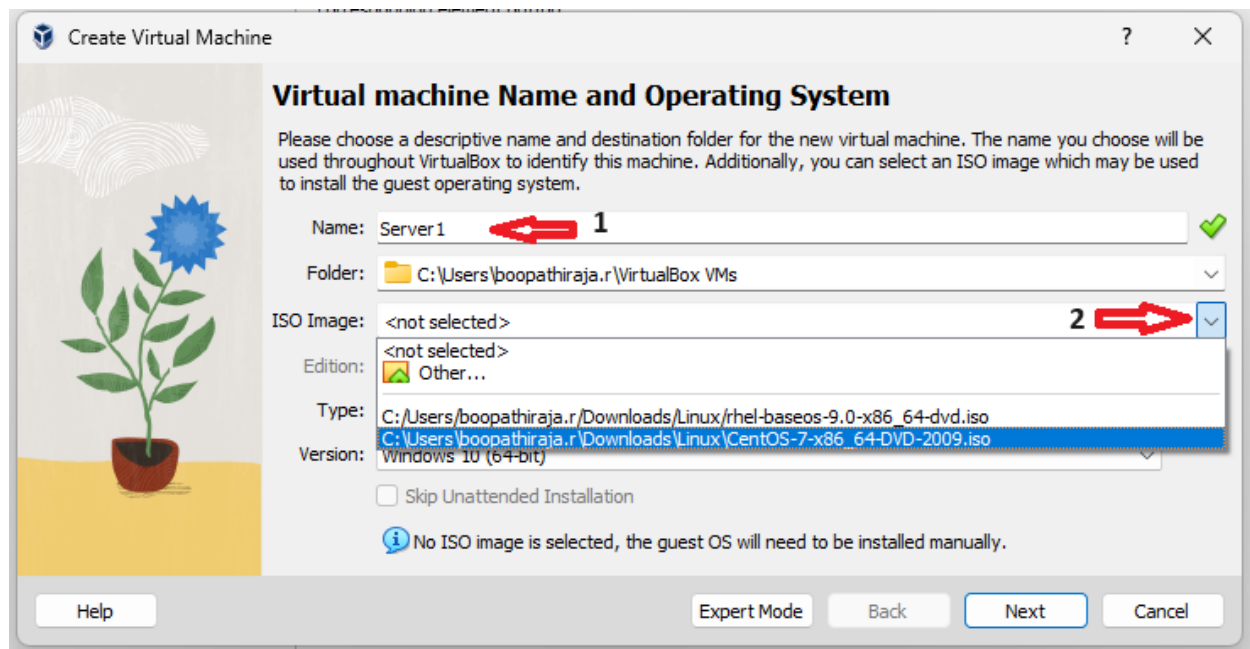 Create Virtual Machine
?
Virtual machine Name and Operating System
Please choose a descriptive name and destination folder for the new virtual machine. The name you choose will be
used throughout VirtualBox to identify this machine. Additionally, you can select an ISO image which may be used
to install the guest operating system.
Name: Server1 1
Folder: C:\Users\boopathiraja.r\VirtualBox VMs
ISO Image: <not selected> 2
<not selected>
Edition: Other...
Type: C:/Users/boopathiraja.r/Downloads/Linux/rhel-baseos-9.0-x86_64-dvd.iso
C:\Users\boopathiraja.r\Downloads\Linux\CentOS-7-x86_64-DVD-2009.iso
Version: Windows 10 (64-bit)
Skip Unattended Installation
No ISO image is selected, the guest OS will need to be installed manually.
Help Expert Mode Back Next Cancel